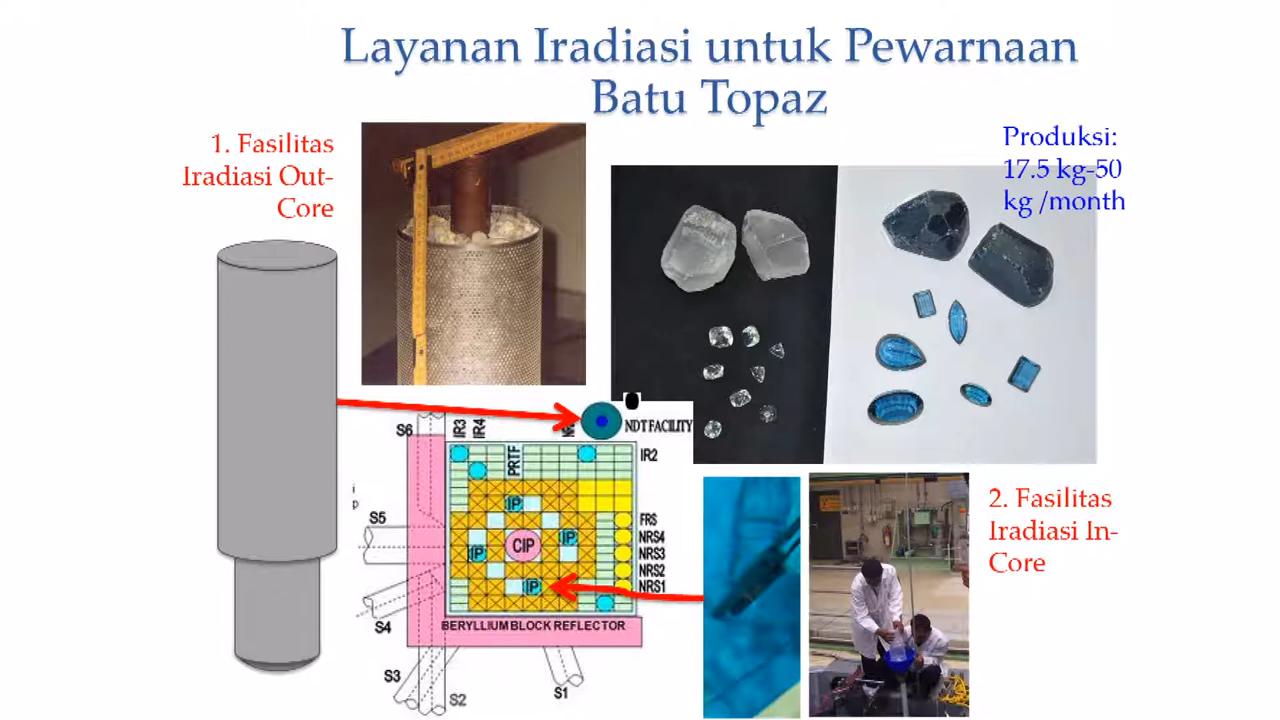 Layanan Iradiasi untuk Pewarnaan
Batu Topaz
1. Fasilitas
Iradiasi Out-
Core
Produksi:
17.5 kg-50
kg /month
2. Fasilitas
Iradiasi In-
Core
S6
IR3
IR4
PRTF
NDT FACILITY
IR2
i
p
S5
IP
IP
IP
CIP
IP
FRS
NRS4
NRS3
NRS2
NRS1
S4
BERYLLIUM BLOCK REFLECTOR
S3
S2
S1